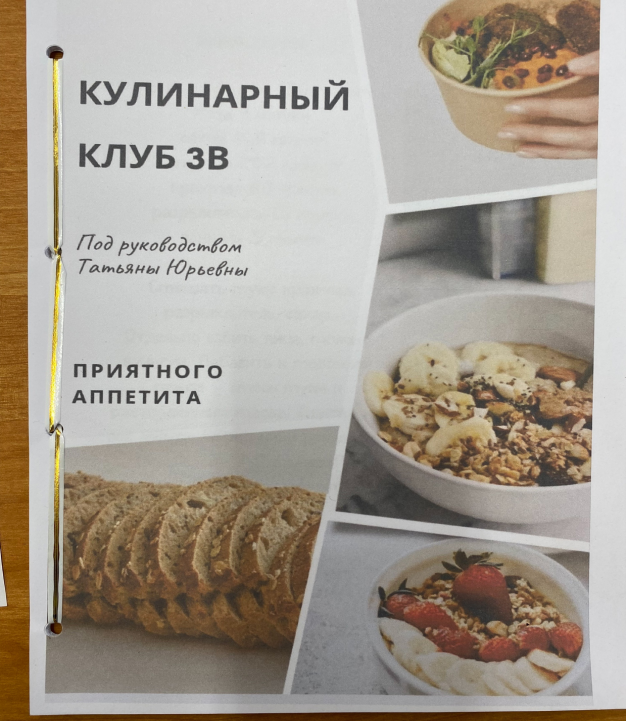 КУЛИНАРНЫЙ
КЛУБ 3В
Под руководством
Татьяны Юрьевны
ПРИЯТНОГО
АППЕТИТА